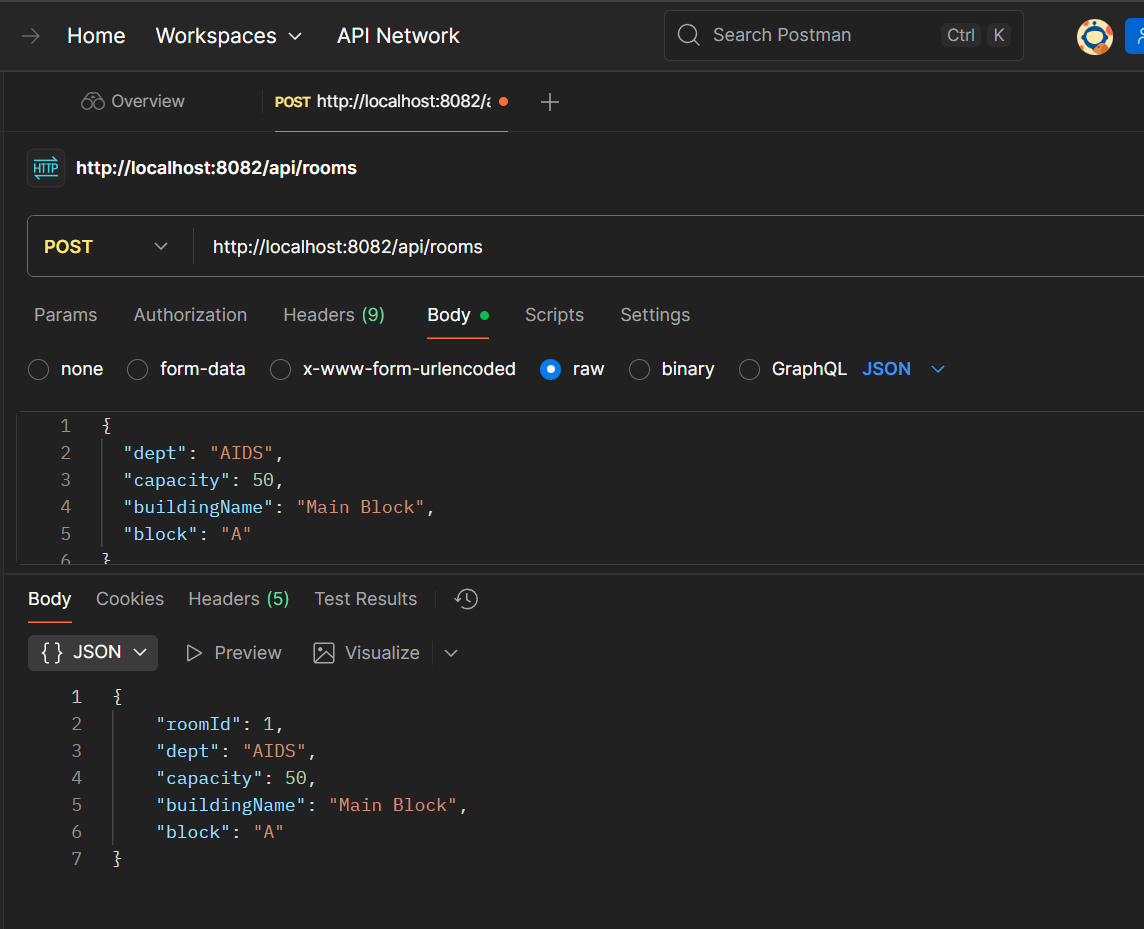 Home Workspaces API Network Search Postman Ctrl K
Overview POST http://localhost:8082/a
HTTP http://localhost:8082/api/rooms
POST http://localhost:8082/api/rooms
Params Authorization Headers (9) Body Scripts Settings
none form-data x-www-form-urlencoded raw binary GraphQL JSON
1 {
2 "dept": "AIDS",
3 "capacity": 50,
4 "buildingName": "Main Block",
5 "block": "A"
6 }
Body Cookies Headers (5) Test Results
{} JSON Preview Visualize
1 {
2 "roomId": 1,
3 "dept": "AIDS",
4 "capacity": 50,
5 "buildingName": "Main Block",
6 "block": "A"
7 }